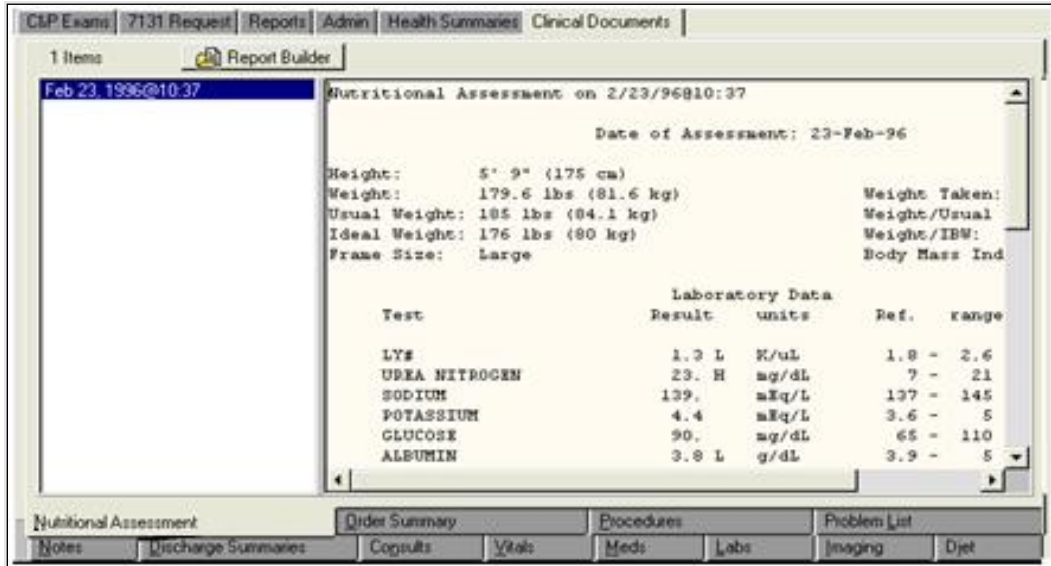 C&P Exams 7131 Request Reports Admin Health Summaries Clinical Documents
1 Items Report Builder
Feb 23, 1996@10:37
Nutritional Assessment on 2/23/96@10:37
Date of Assessment: 23-Feb-96
Height: 5' 9" (175 cm)
Weight: 179.6 lbs (81.6 kg) Weight Taken:
Usual Weight: 185 lbs (84.1 kg) Weight/Usual
Ideal Weight: 176 lbs (80 kg) Weight/IBW:
Frame Size: Large Body Mass Ind
Laboratory Data
Test Result units Ref. range
LY# 1.3 L K/uL 1.8 - 2.6
UREA NITROGEN 23. H mg/dL 7 - 21
SODIUM 139. mEq/L 137 - 145
POTASSIUM 4.4 mEq/L 3.6 - 5
GLUCOSE 90. mg/dL 65 - 110
ALBUMIN 3.8 L g/dL 3.9 - 5
Nutritional Assessment Order Summary Procedures Problem List
Notes Discharge Summaries Consults Vitals Meds Labs Imaging Djet